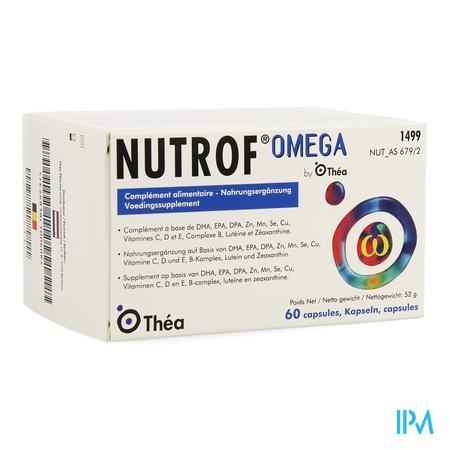 NUTROF® OMEGA
by Théa
1499
NUT_AS 679/2
Complément alimentaire - Nahrungsergänzung
Voedingssupplement
• Complément à base de DHA, EPA, DPA, Zn, Mn, Se, Cu,
Vitamines C, D et E, Complexe B, Lutéine et Zéaxanthine.
• Nahrungsergänzung auf Basis von DHA, EPA, DPA, Zn, Mn, Se, Cu,
Vitaminen C, D und E, B-Komplex, Lutein und Zeaxanthin.
• Supplement op basis van DHA, EPA, DPA, Zn, Mn, Se, Cu,
Vitaminen C, D en E, B-complex, luteïne en zeaxanthine.
Poids Net / Netto gewicht / Nettogewicht: 52 g.
60 capsules, Kapseln, capsules
Théa
IPM